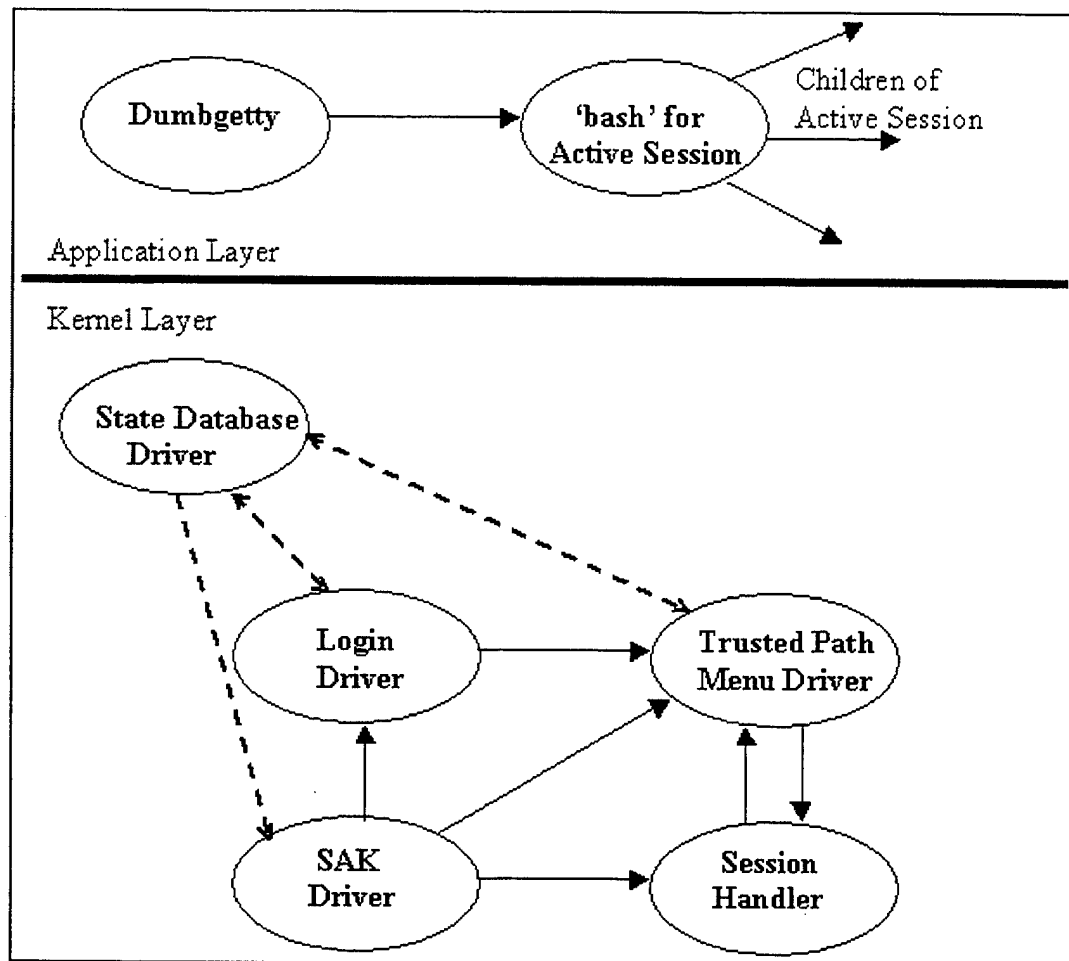 Dumbgetty
'bash' for
Active Session
Children of
Active Session
Application Layer
Kernel Layer
State Database
Driver
Login
Driver
Trusted Path
Menu Driver
SAK
Driver
Session
Handler